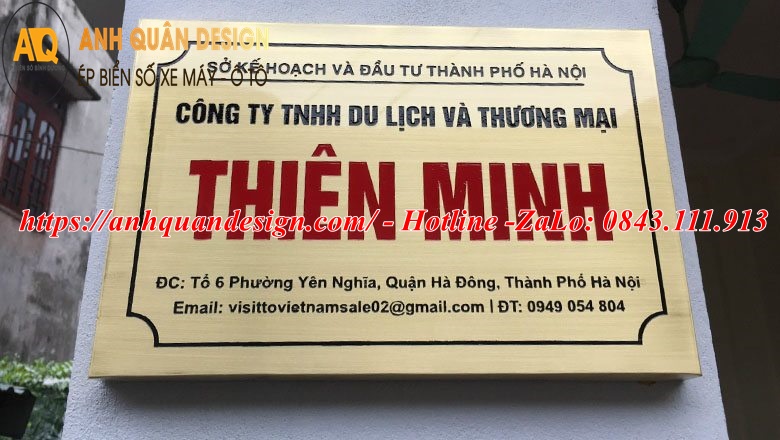 AQ
ANH QUÂN DESIGN
ÉP BIỂN SỐ XE MÁY - ÔTÔ
SỞ KẾ HOẠCH VÀ ĐẦU TƯ THÀNH PHỐ HÀ NỘI
CÔNG TY TNHH DU LỊCH VÀ THƯƠNG MẠI
THIÊN MINH
https://anhquandesign.com/ - Hotline -ZaLo: 0843.111.913
ĐC: Tổ 6 Phường Yên Nghĩa, Quận Hà Đông, Thành Phố Hà Nội
Email: visittovietnamsale02@gmail.com | ĐT: 0949 054 804